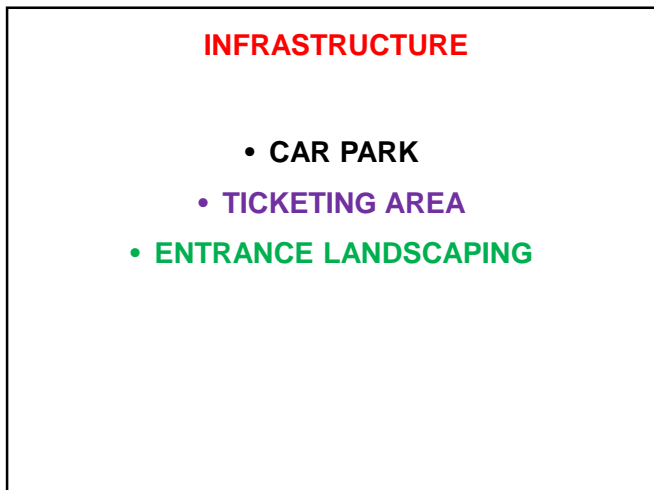 INFRASTRUCTURE
• CAR PARK
• TICKETING AREA
• ENTRANCE LANDSCAPING